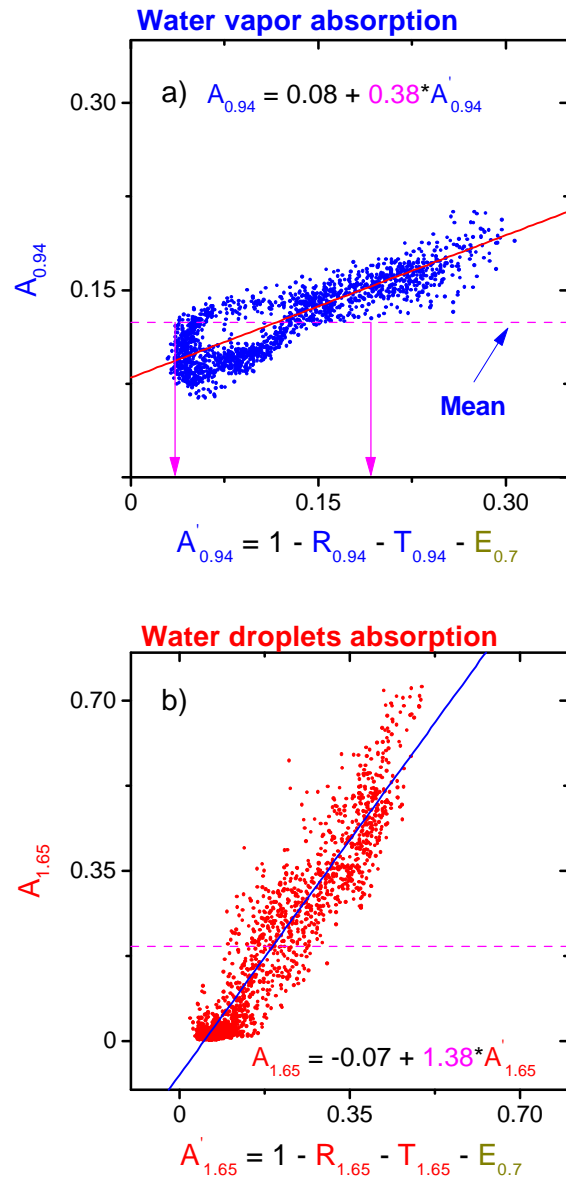 Water vapor absorption
a) A0.94 = 0.08 + 0.38*A'0.94
0.30
0.15
A0.94
Mean
0 0.15 0.30
A'0.94 = 1 - R0.94 - T0.94 - E0.7
Water droplets absorption
b)
0.70
0.35
A1.65
0
A1.65 = -0.07 + 1.38*A'1.65
0 0.35 0.70
A'1.65 = 1 - R1.65 - T1.65 - E0.7